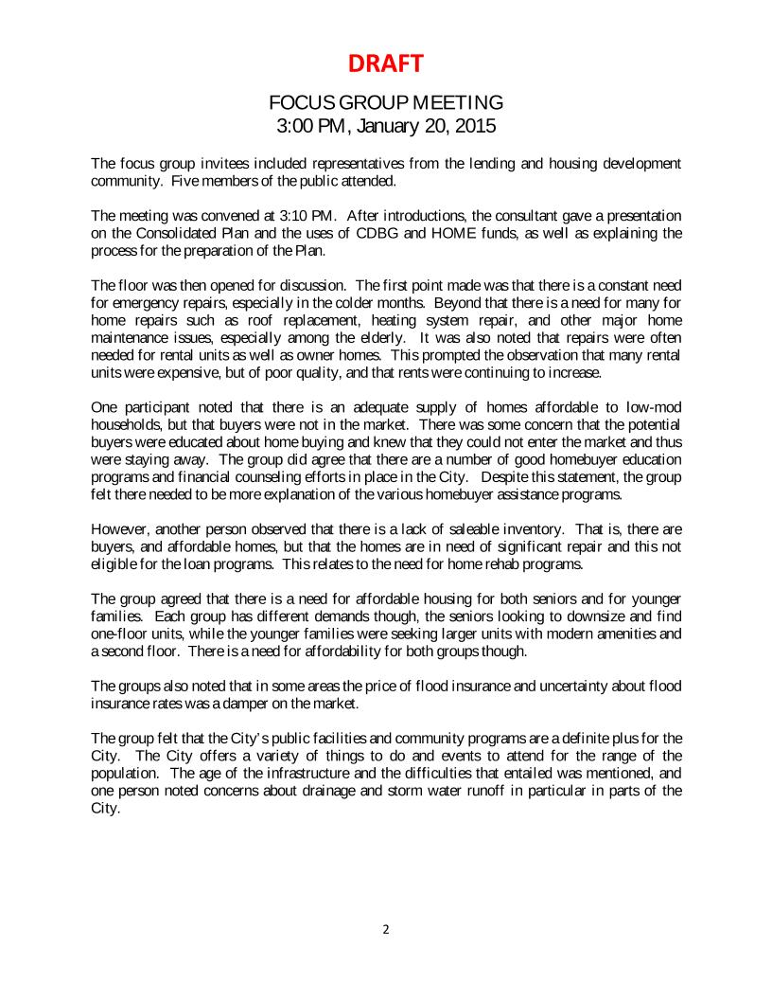 DRAFT
FOCUS GROUP MEETING
3:00 PM, January 20, 2015
The focus group invitees included representatives from the lending and housing development
community. Five members of the public attended.
The meeting was convened at 3:10 PM. After introductions, the consultant gave a presentation
on the Consolidated Plan and the uses of CDBG and HOME funds, as well as explaining the
process for the preparation of the Plan.
The floor was then opened for discussion. The first point made was that there is a constant need
for emergency repairs, especially in the colder months. Beyond that there is a need for many for
home repairs such as roof replacement, heating system repair, and other major home
maintenance issues, especially among the elderly. It was also noted that repairs were often
needed for rental units as well as owner homes. This prompted the observation that many rental
units were expensive, but of poor quality, and that rents were continuing to increase.
One participant noted that there is an adequate supply of homes affordable to low-mod
households, but that buyers were not in the market. There was some concern that the potential
buyers were educated about home buying and knew that they could not enter the market and thus
were staying away. The group did agree that there are a number of good homebuyer education
programs and financial counseling efforts in place in the City. Despite this statement, the group
felt there needed to be more explanation of the various homebuyer assistance programs.
However, another person observed that there is a lack of saleable inventory. That is, there are
buyers, and affordable homes, but that the homes are in need of significant repair and this not
eligible for the loan programs. This relates to the need for home rehab programs.
The group agreed that there is a need for affordable housing for both seniors and for younger
families. Each group has different demands though, the seniors looking to downsize and find
one-floor units, while the younger families were seeking larger units with modern amenities and
a second floor. There is a need for affordability for both groups though.
The groups also noted that in some areas the price of flood insurance and uncertainty about flood
insurance rates was a damper on the market.
The group felt that the City's public facilities and community programs are a definite plus for the
City. The City offers a variety of things to do and events to attend for the range of the
population. The age of the infrastructure and the difficulties that entailed was mentioned, and
one person noted concerns about drainage and storm water runoff in particular in parts of the
City.
2